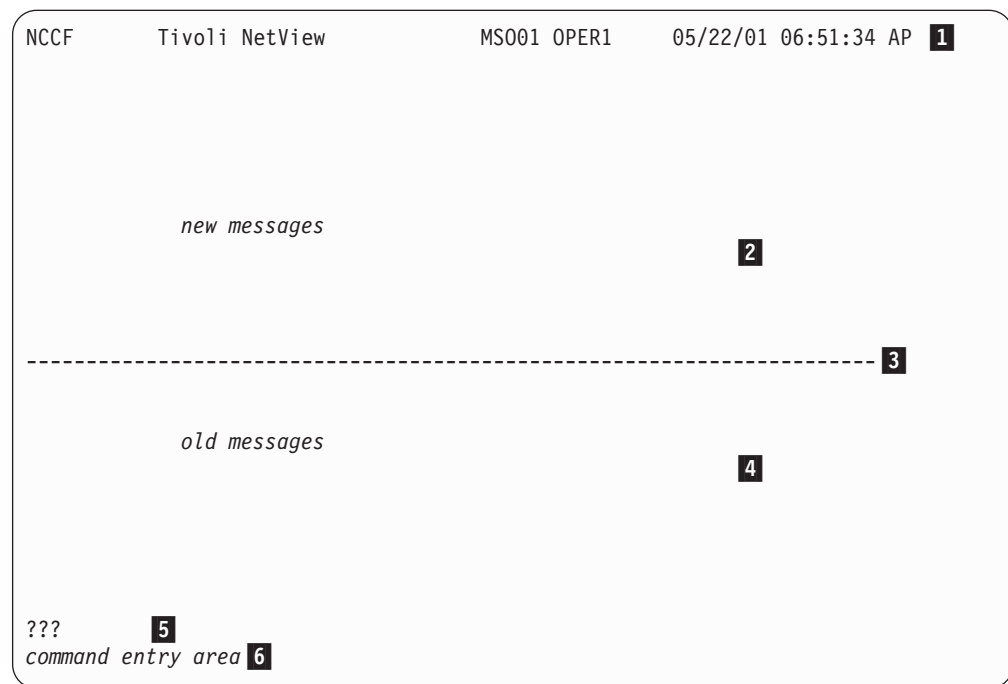 NCCF Tivoli NetView MSO01 OPER1 05/22/01 06:51:34 AP 1
new messages
2
----------------------------------------------------------------------- 3
old messages
4
??? 5
command entry area 6